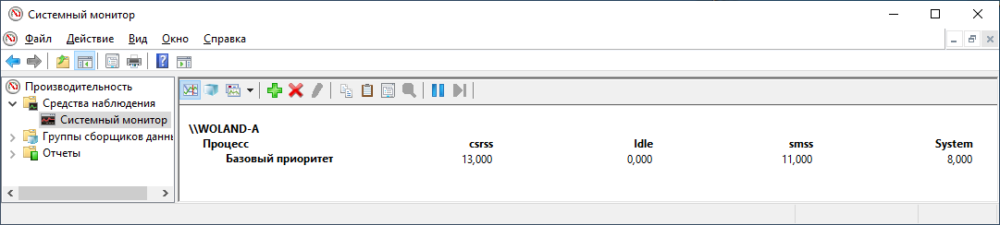 Системный монитор
Файл Действие Вид Окно Справка
Производительность
Средства наблюдения
Системный монитор
Группы сборщиков данн
Отчеты
\\WOLAND-A
Процесс csrss Idle smss System
Базовый приоритет 13,000 0,000 11,000 8,000